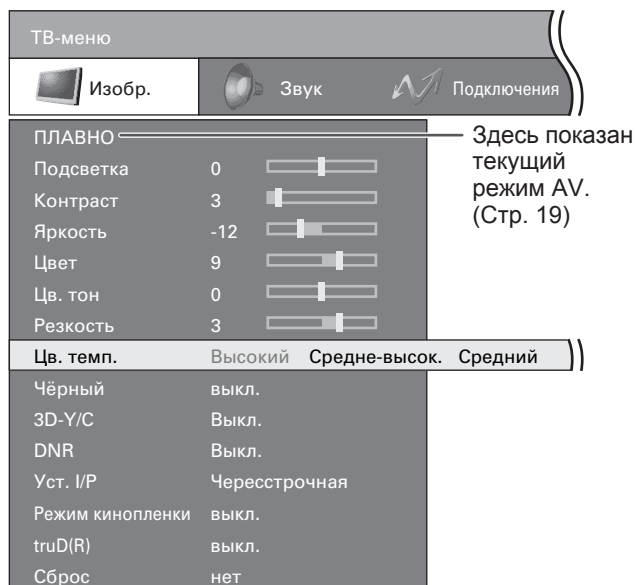 ТВ-меню
Изобр. Звук Подключения
ПЛАВНО
Подсветка 0
Контраст 3
Яркость -12
Цвет 9
Цв. тон 0
Резкость 3
Цв. темп. Высокий Средне-высок. Средний
Чёрный выкл.
3D-Y/C Выкл.
DNR Выкл.
Уст. I/P Чересстрочная
Режим кинопленки выкл.
truD(R) выкл.
Сброс нет
Здесь показан
текущий
режим AV.
(Стр. 19)